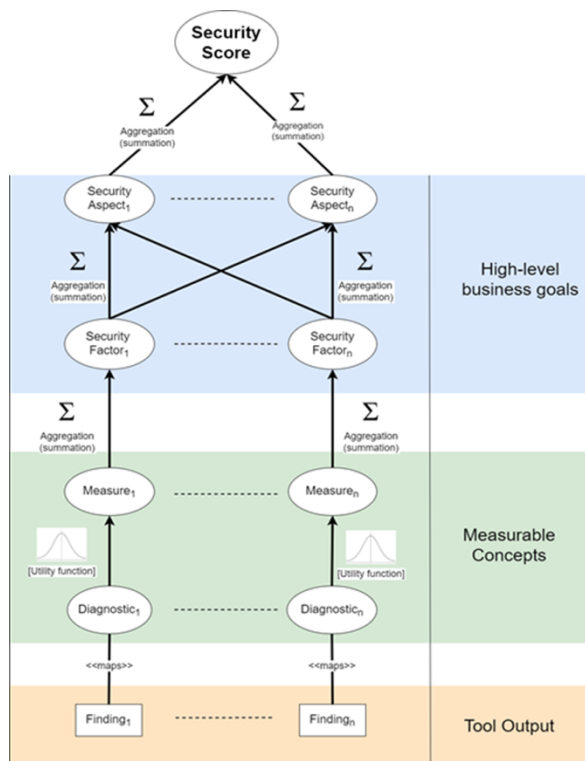 Security
Score
Σ
Σ
Aggregation
(summation)
Aggregation
(summation)
Security
Aspect₁
Security
Aspectₙ
Σ
Σ
Aggregation
(summation)
Aggregation
(summation)
High-level
business goals
Security
Factor₁
Security
Factorₙ
Σ
Σ
Aggregation
(summation)
Aggregation
(summation)
Measure₁
Measureₙ
Measurable
Concepts
[Utility function]
[Utility function]
Diagnostic₁
Diagnosticₙ
<<maps>>
<<maps>>
Finding₁
Findingₙ
Tool Output